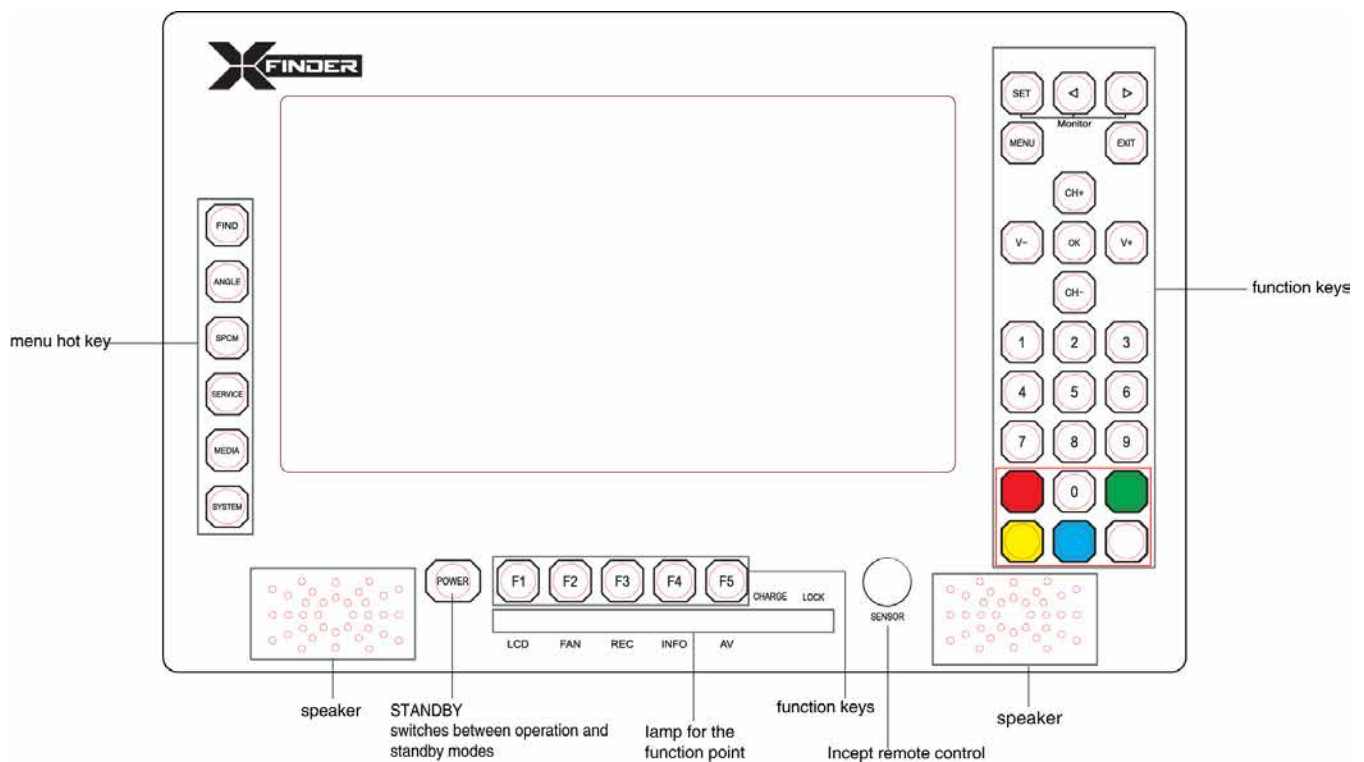 X FINDER
SET
Monitor
MENU
EXIT
CH+
V-
OK
V+
CH-
function keys
1 2 3
4 5 6
7 8 9
0
FIND
ANGLE
SPCM
SERVICE
MEDIA
SYSTEM
menu hot key
POWER
F1 F2 F3 F4 F5
CHARGE LOCK
LCD FAN REC INFO AV
SENSOR
speaker
STANDBY
switches between operation and
standby modes
lamp for the
function point
function keys
Incept remote control
speaker